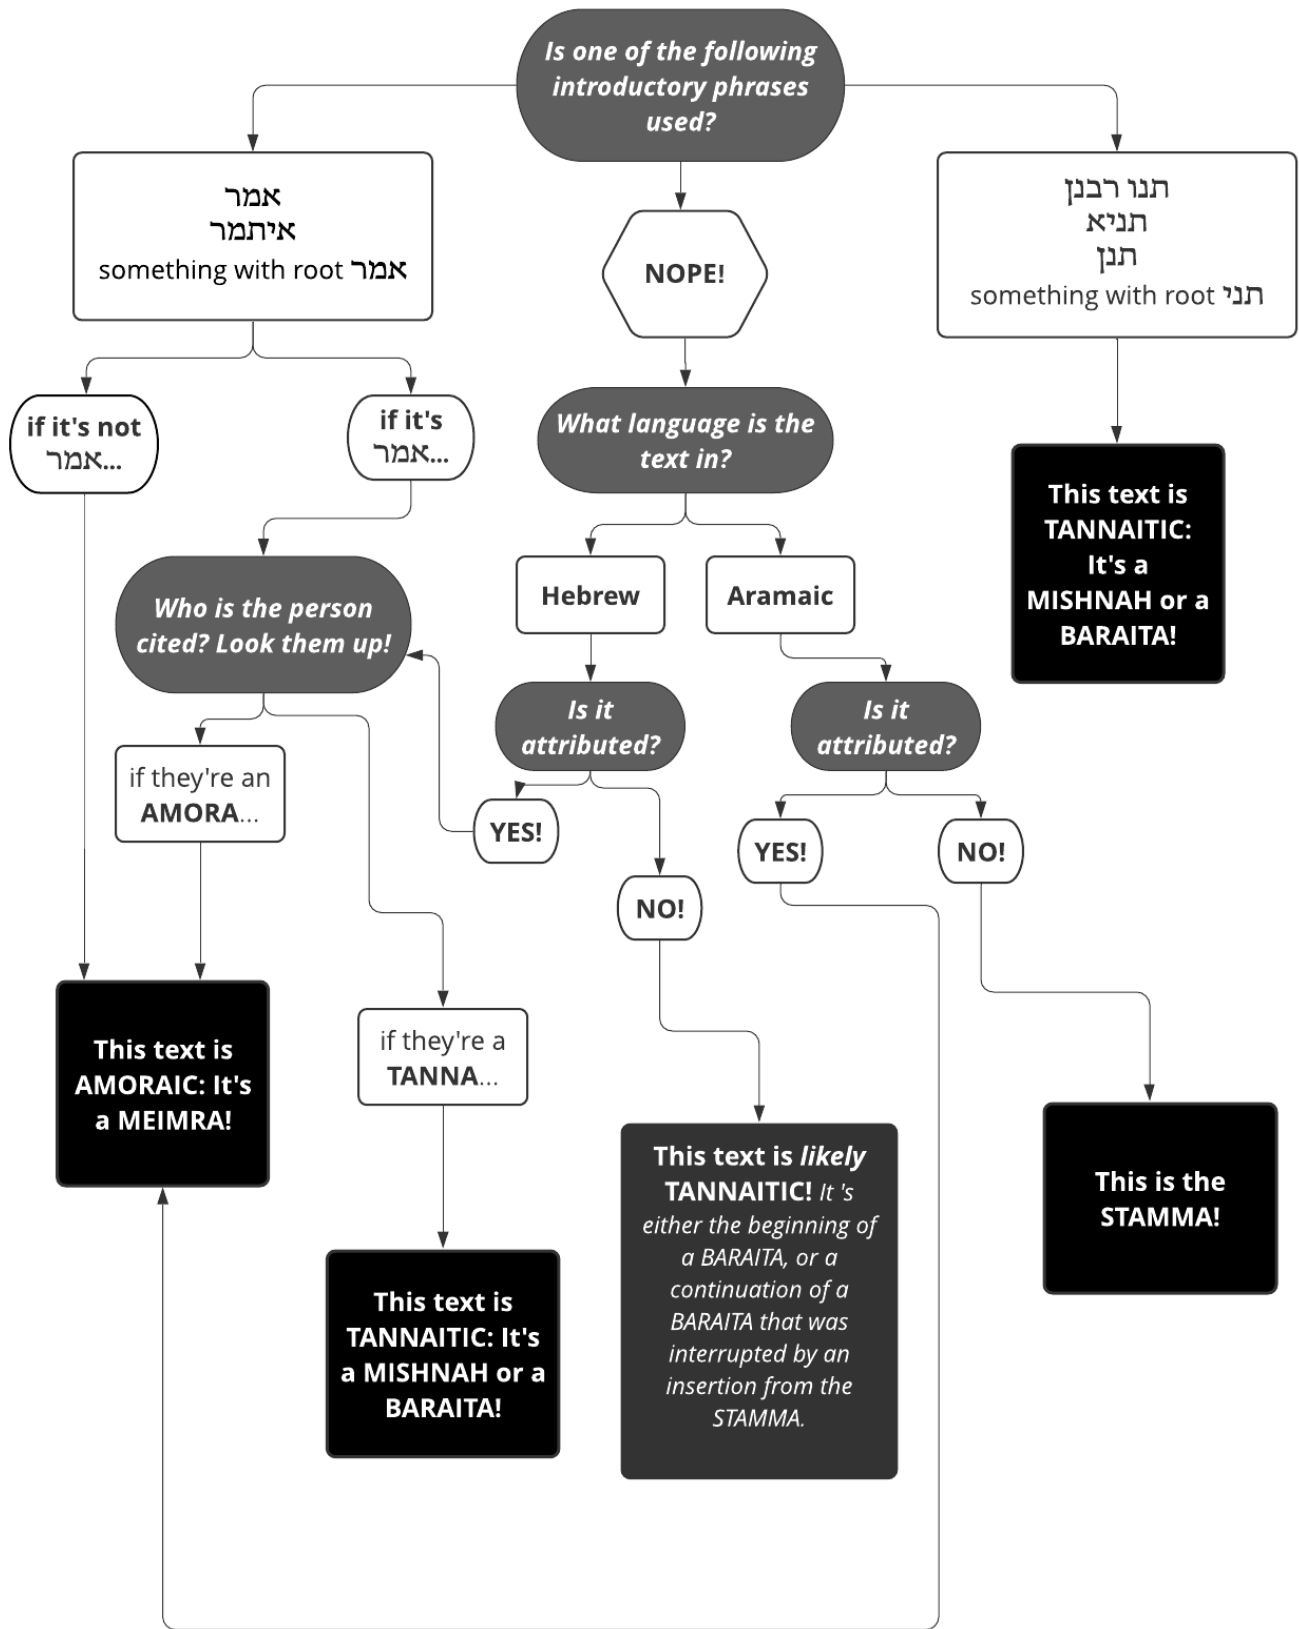 Is one of the following
introductory phrases
used?
אמר
איתמר
something with root אמר
NOPE!
תנו רבנן
תניא
תנן
something with root תני
if it's not
אמר...
if it's
אמר...
What language is the
text in?
This text is
TANNAITIC:
It's a
MISHNAH or a
BARAITA!
Who is the person
cited? Look them up!
Hebrew
Aramaic
Is it
attributed?
Is it
attributed?
if they're an
AMORA...
YES!
NO!
YES!
NO!
This text is
AMORAIC: It's
a MEIMRA!
if they're a
TANNA...
This text is
TANNAITIC: It's
a MISHNAH or a
BARAITA!
This text is likely
TANNAITIC! It 's
either the beginning of
a BARAITA, or a
continuation of a
BARAITA that was
interrupted by an
insertion from the
STAMMA.
This is the
STAMMA!